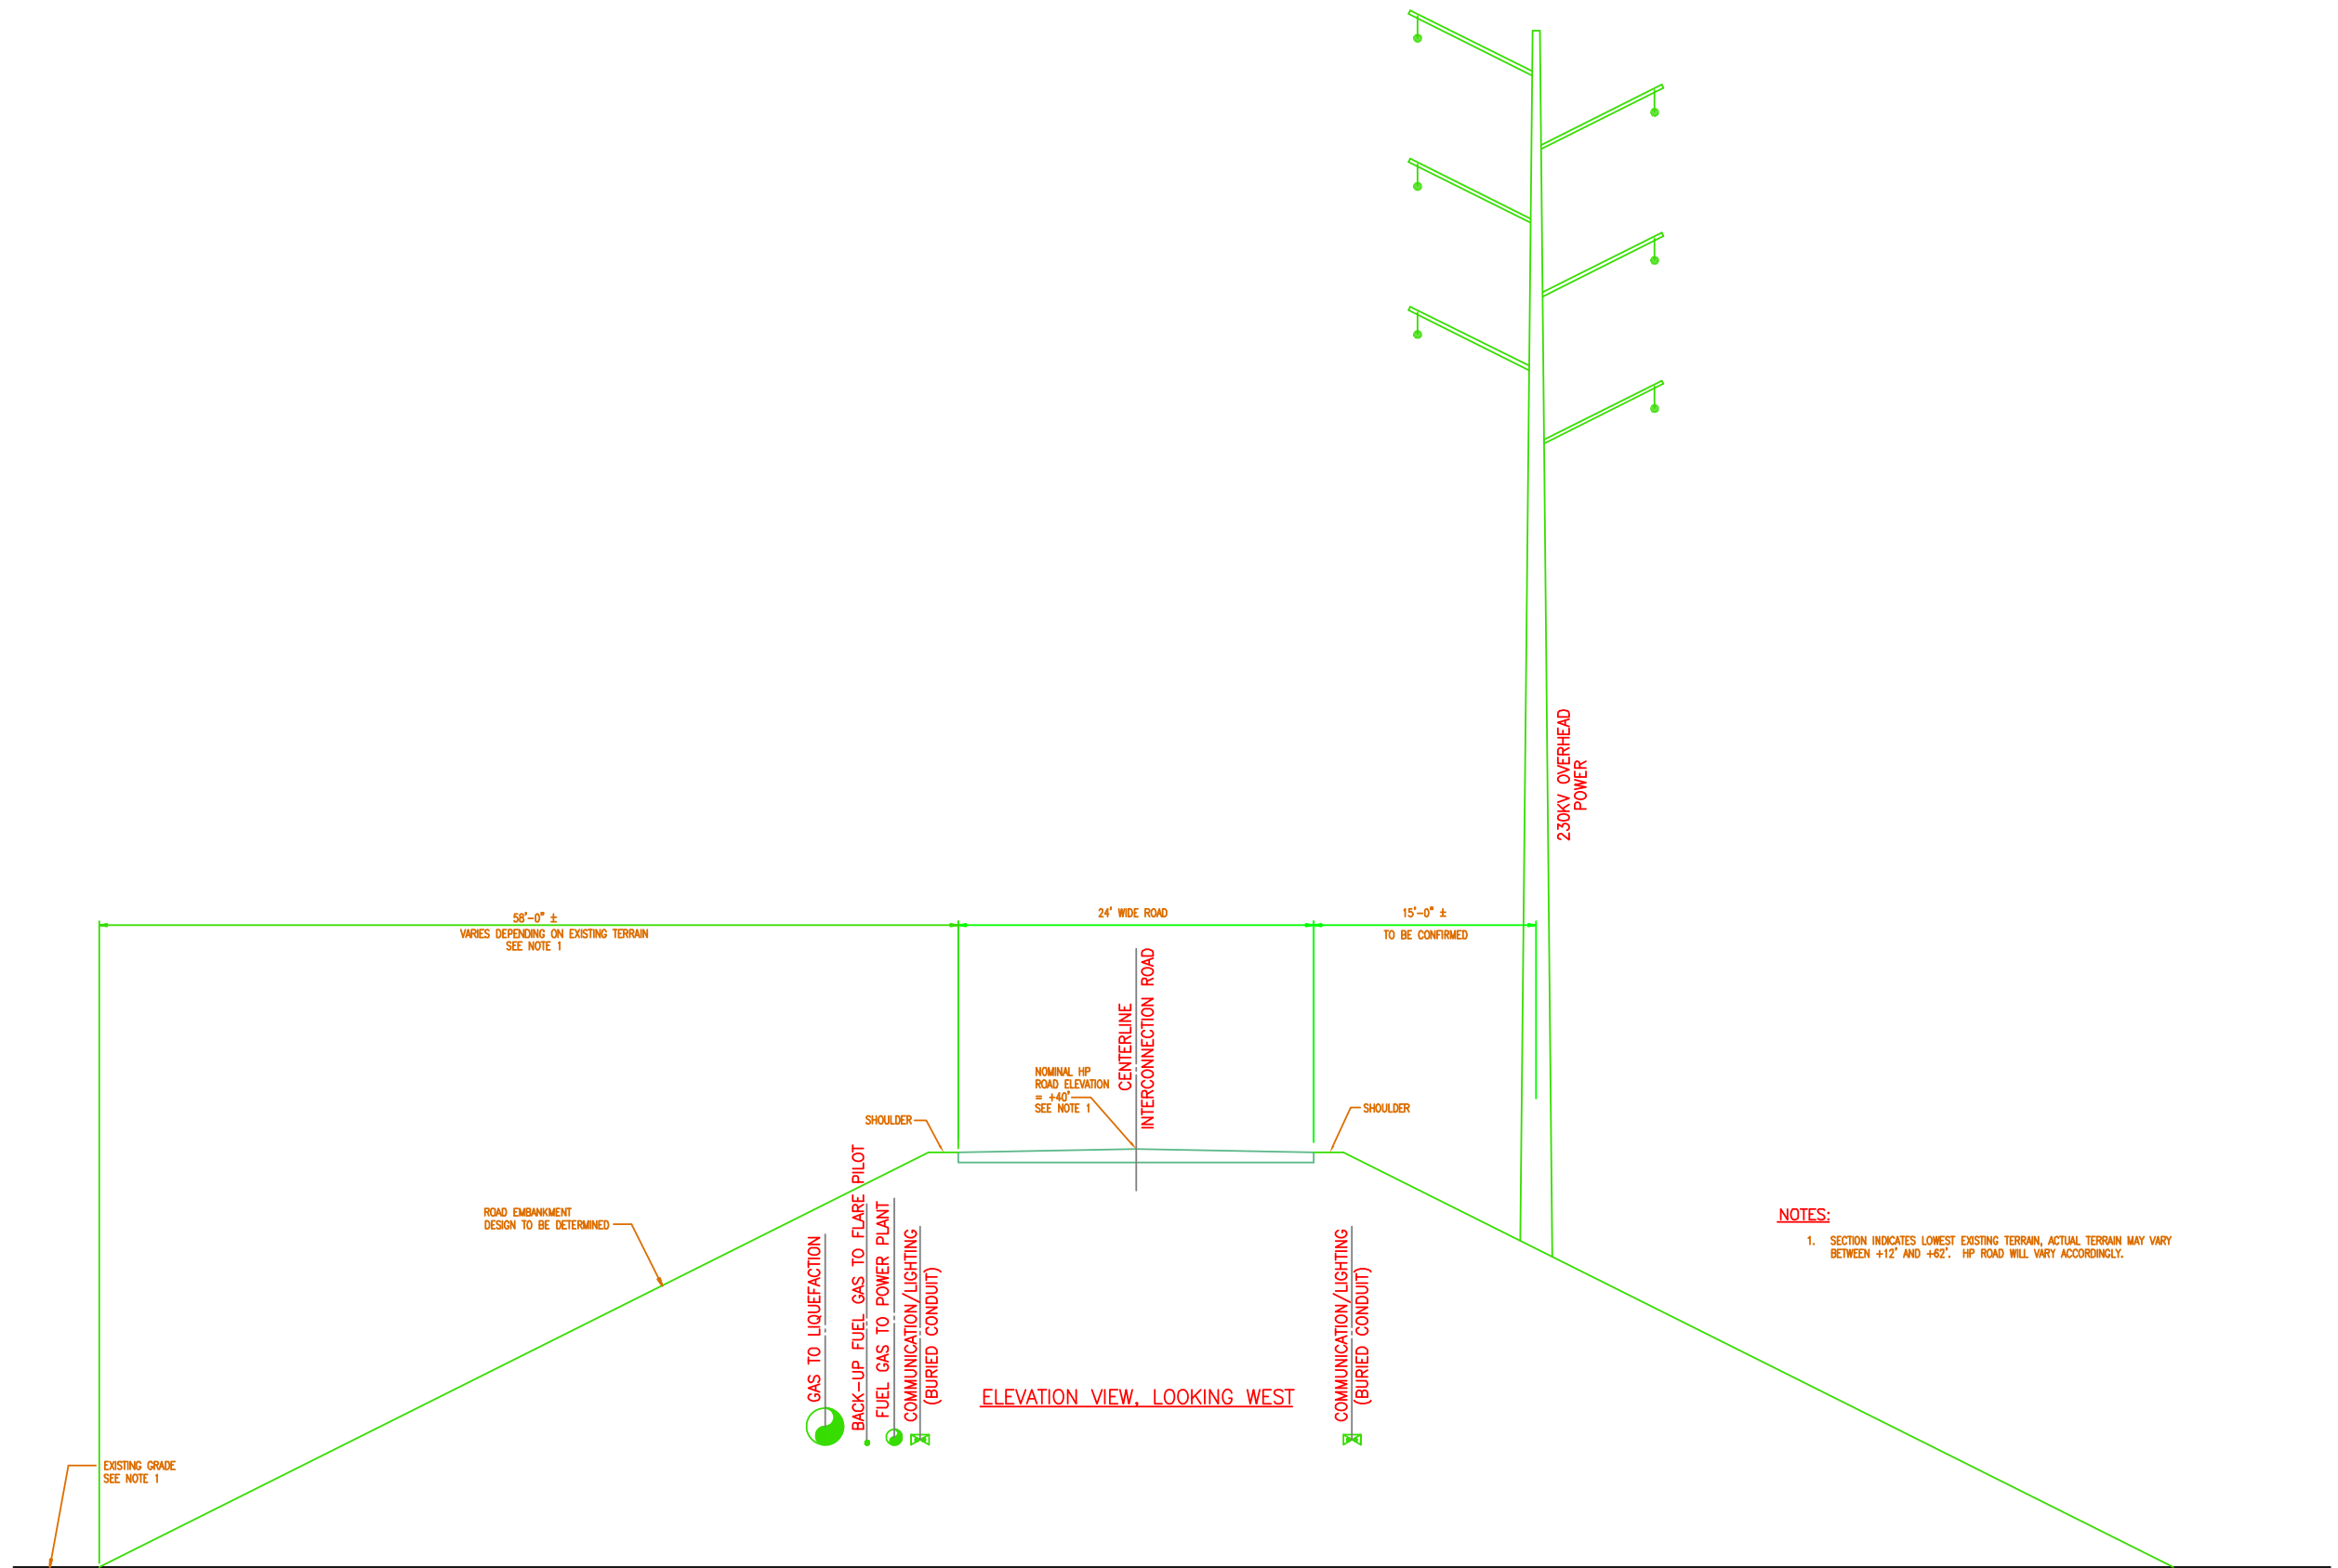 230KV OVERHEAD
POWER
58'-0" ±
VARIES DEPENDING ON EXISTING TERRAIN
SEE NOTE 1
24' WIDE ROAD
15'-0" ±
TO BE CONFIRMED
CENTERLINE
INTERCONNECTION ROAD
NOMINAL HP
ROAD ELEVATION
= +40'
SEE NOTE 1
SHOULDER
SHOULDER
ROAD EMBANKMENT
DESIGN TO BE DETERMINED
GAS TO LIQUEFACTION
BACK-UP FUEL GAS TO FLARE PILOT
FUEL GAS TO POWER PLANT
COMMUNICATION/LIGHTING
(BURIED CONDUIT)
COMMUNICATION/LIGHTING
(BURIED CONDUIT)
NOTES:
1. SECTION INDICATES LOWEST EXISTING TERRAIN, ACTUAL TERRAIN MAY VARY
BETWEEN +12' AND +62'. HP ROAD WILL VARY ACCORDINGLY.
ELEVATION VIEW, LOOKING WEST
EXISTING GRADE
SEE NOTE 1